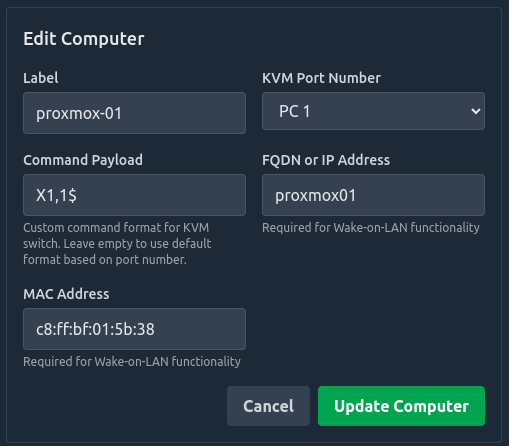 Edit Computer
Label
KVM Port Number
proxmox-01
PC 1
Command Payload
FQDN or IP Address
X1,1$
proxmox01
Custom command format for KVM
switch. Leave empty to use default
format based on port number.
Required for Wake-on-LAN functionality
MAC Address
c8:ff:bf:01:5b:38
Required for Wake-on-LAN functionality
Cancel
Update Computer